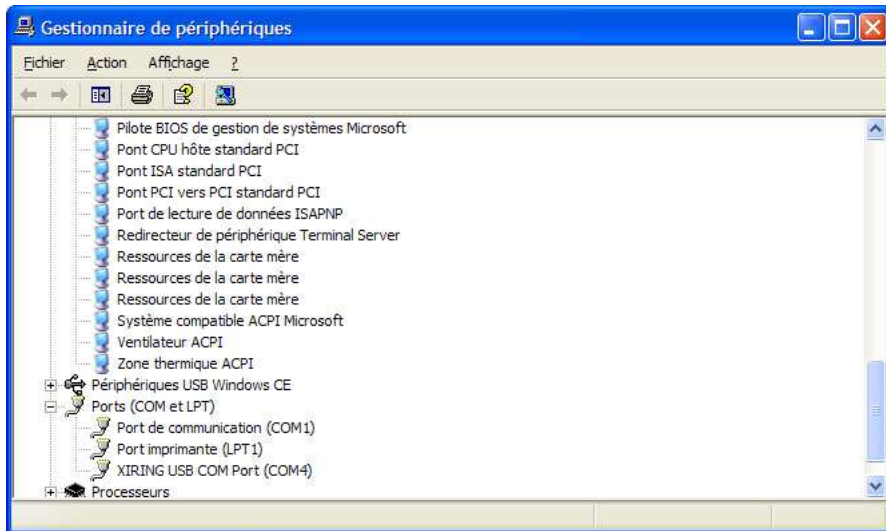 Gestionnaire de périphériques
Fichier Action Affichage ?
Pilote BIOS de gestion de systèmes Microsoft
Pont CPU hôte standard PCI
Pont ISA standard PCI
Pont PCI vers PCI standard PCI
Port de lecture de données ISAPNP
Redirecteur de périphérique Terminal Server
Ressources de la carte mère
Ressources de la carte mère
Ressources de la carte mère
Système compatible ACPI Microsoft
Ventilateur ACPI
Zone thermique ACPI
Périphériques USB Windows CE
Ports (COM et LPT)
Port de communication (COM1)
Port imprimante (LPT1)
XIRING USB COM Port (COM4)
Processeurs